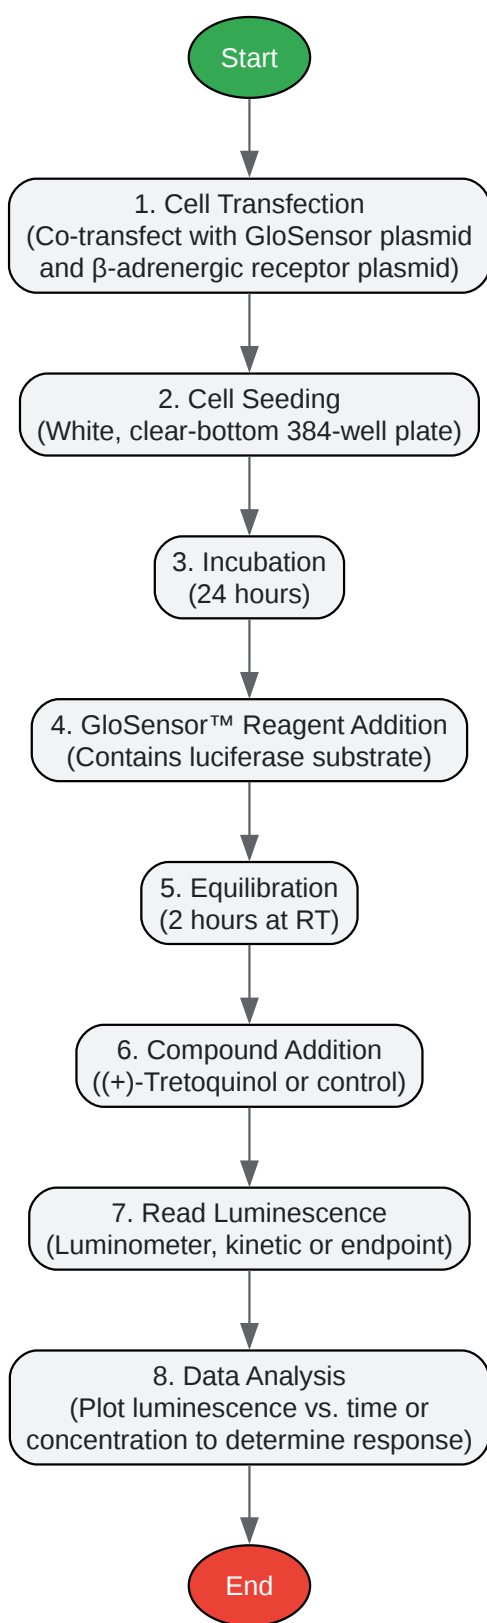 Start
1. Cell Transfection
(Co-transfect with GloSensor plasmid
and β-adrenergic receptor plasmid)
2. Cell Seeding
(White, clear-bottom 384-well plate)
3. Incubation
(24 hours)
4. GloSensor™ Reagent Addition
(Contains luciferase substrate)
5. Equilibration
(2 hours at RT)
6. Compound Addition
((+)-Tretoquinol or control)
7. Read Luminescence
(Luminometer, kinetic or endpoint)
8. Data Analysis
(Plot luminescence vs. time or
concentration to determine response)
End